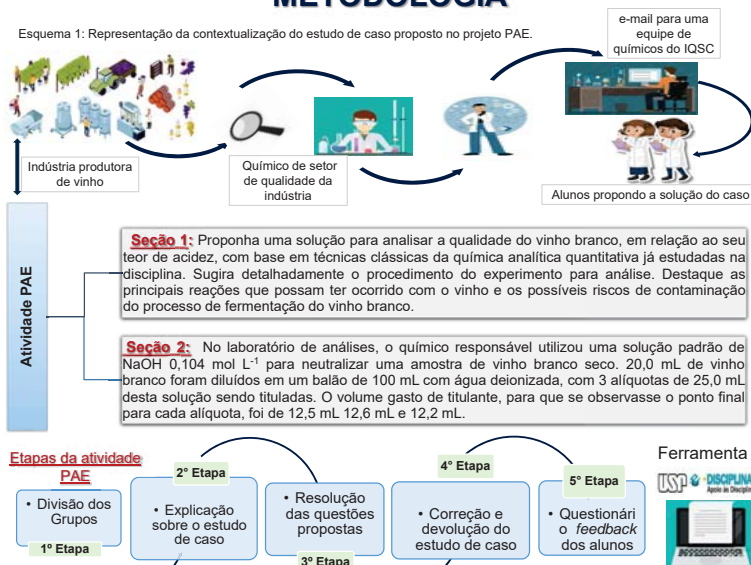 METODOLOGIA
Esquema 1: Representação da contextualização do estudo de caso proposto no projeto PAE.
e-mail para uma
equipe de
químicos do IQSC
Indústria produtora
de vinho
Químico de setor
de qualidade da
indústria
Alunos propondo a solução do caso
Atividade PAE
Seção 1: Proponha uma solução para analisar a qualidade do vinho branco, em relação ao seu
teor de acidez, com base em técnicas clássicas da química analítica quantitativa já estudadas na
disciplina. Sugira detalhadamente o procedimento do experimento para análise. Destaque as
principais reações que possam ter ocorrido com o vinho e os possíveis riscos de contaminação
do processo de fermentação do vinho branco.
Seção 2: No laboratório de análises, o químico responsável utilizou uma solução padrão de
NaOH 0,104 mol L⁻¹ para neutralizar uma amostra de vinho branco seco. 20,0 mL de vinho
branco foram diluídos em um balão de 100 mL com água deionizada, com 3 alíquotas de 25,0 mL
desta solução sendo tituladas. O volume gasto de titulante, para que se observasse o ponto final
para cada alíquota, foi de 12,5 mL 12,6 mL e 12,2 mL.
Etapas da atividade
PAE
• Divisão dos
Grupos
1° Etapa
2° Etapa
• Explicação
sobre o estudo
de caso
• Resolução
das questões
propostas
3° Etapa
4° Etapa
• Correção e
devolução do
estudo de caso
5° Etapa
• Questionári
o feedback
dos alunos
Ferramenta
USP e-DISCIPLINA
Apoio às Disciplin